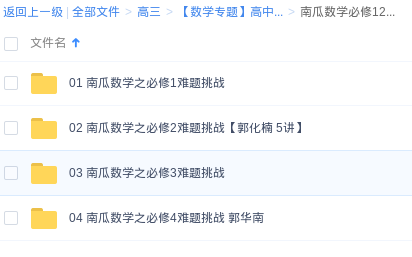 返回上一级 | 全部文件 > 高三 > 【数学专题】高中... > 南瓜数学必修12...
文件名
01 南瓜数学之必修1难题挑战
02 南瓜数学之必修2难题挑战【郭化楠 5讲】
03 南瓜数学之必修3难题挑战
04 南瓜数学之必修4难题挑战 郭华南